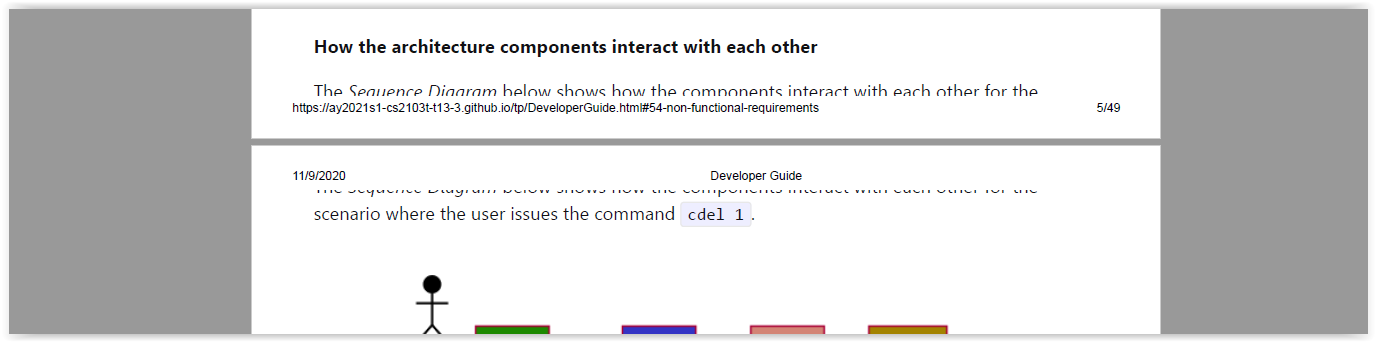 How the architecture components interact with each other
The Sequence Diagram below shows how the components interact with each other for the
https://ay2021s1-cs2103t-t13-3.github.io/tp/DeveloperGuide.html#54-non-functional-requirements 5/49
11/9/2020 Developer Guide
The Sequence Diagram below shows how the components interact with each other for the
scenario where the user issues the command cdel 1.